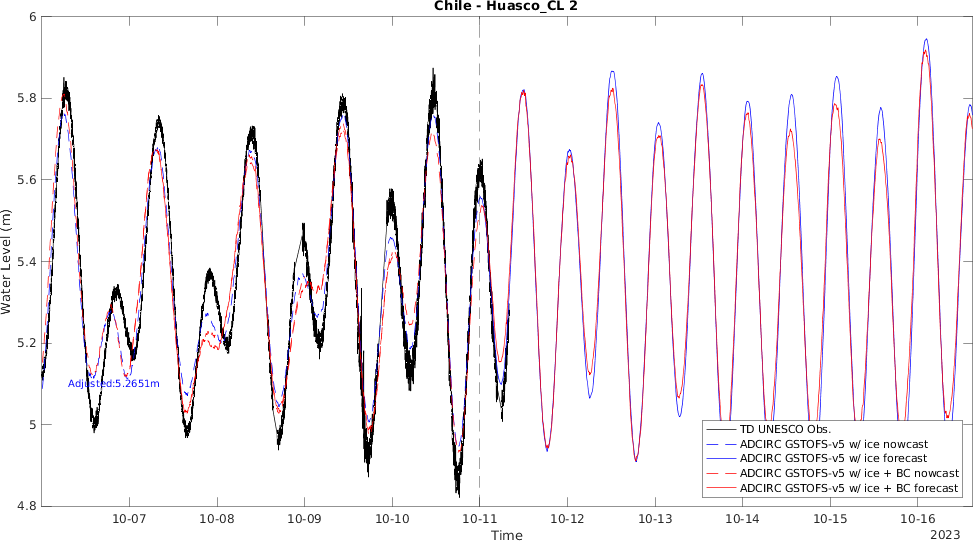 Chile - Huasco_CL 2
Water Level (m)
6
5.8
5.6
5.4
5.2
5
4.8
Adjusted:5.2651m
TD UNESCO Obs.
ADCIRC GSTOFS-v5 w/ ice nowcast
ADCIRC GSTOFS-v5 w/ ice forecast
ADCIRC GSTOFS-v5 w/ ice + BC nowcast
ADCIRC GSTOFS-v5 w/ ice + BC forecast
10-07 10-08 10-09 10-10 10-11 10-12 10-13 10-14 10-15 10-16
2023
Time